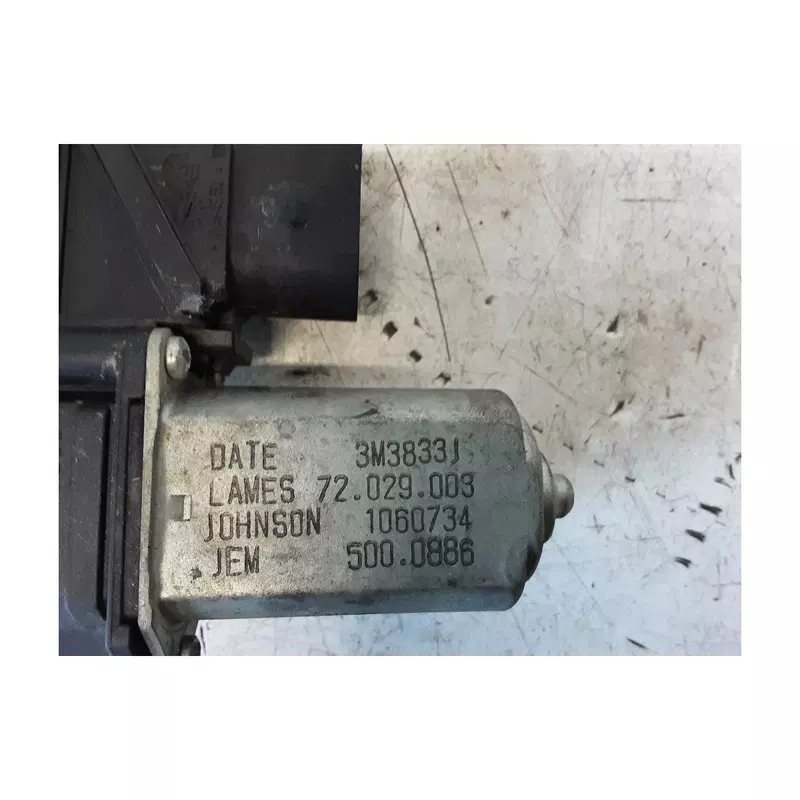 DATE 3M3833J
LAMES 72.029.003
JOHNSON 1060734
JEM 500.0886